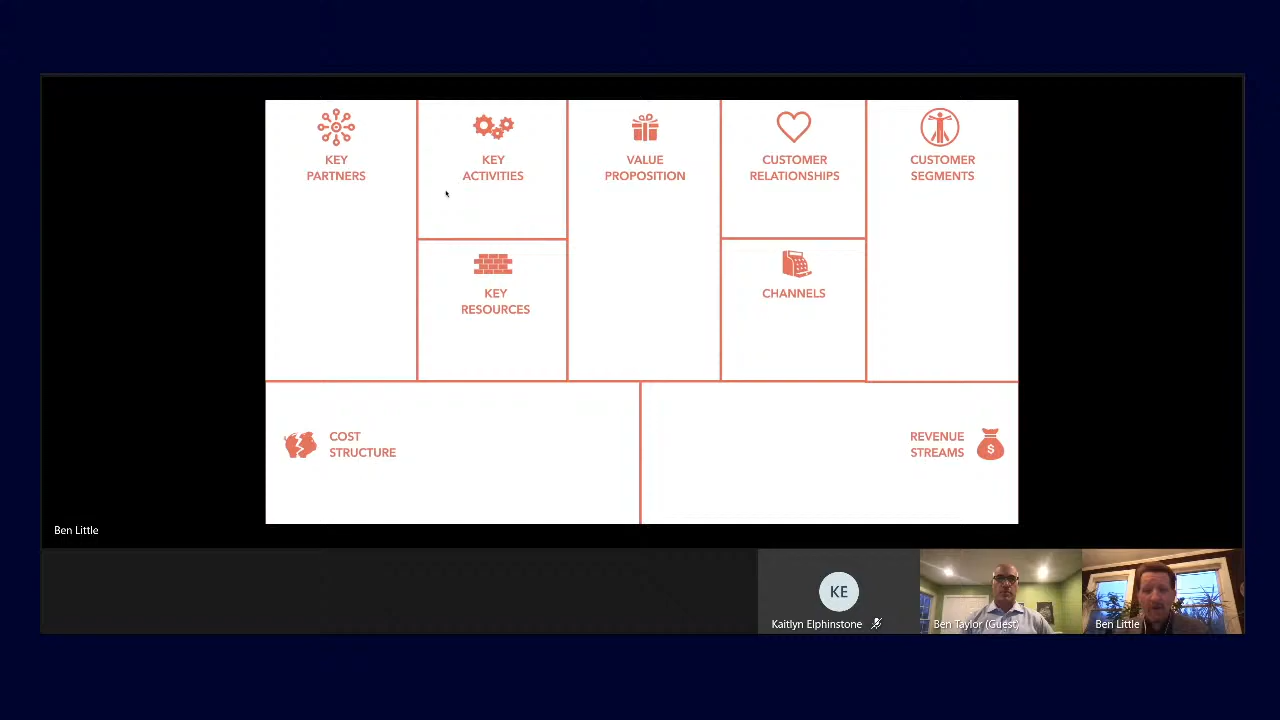 KEY
PARTNERS
KEY
ACTIVITIES
VALUE
PROPOSITION
CUSTOMER
RELATIONSHIPS
CUSTOMER
SEGMENTS
KEY
RESOURCES
CHANNELS
COST
STRUCTURE
REVENUE
STREAMS
$
Ben Little
KE
Kaitlyn Elphinstone
Ben Taylor (Guest)
Ben Little